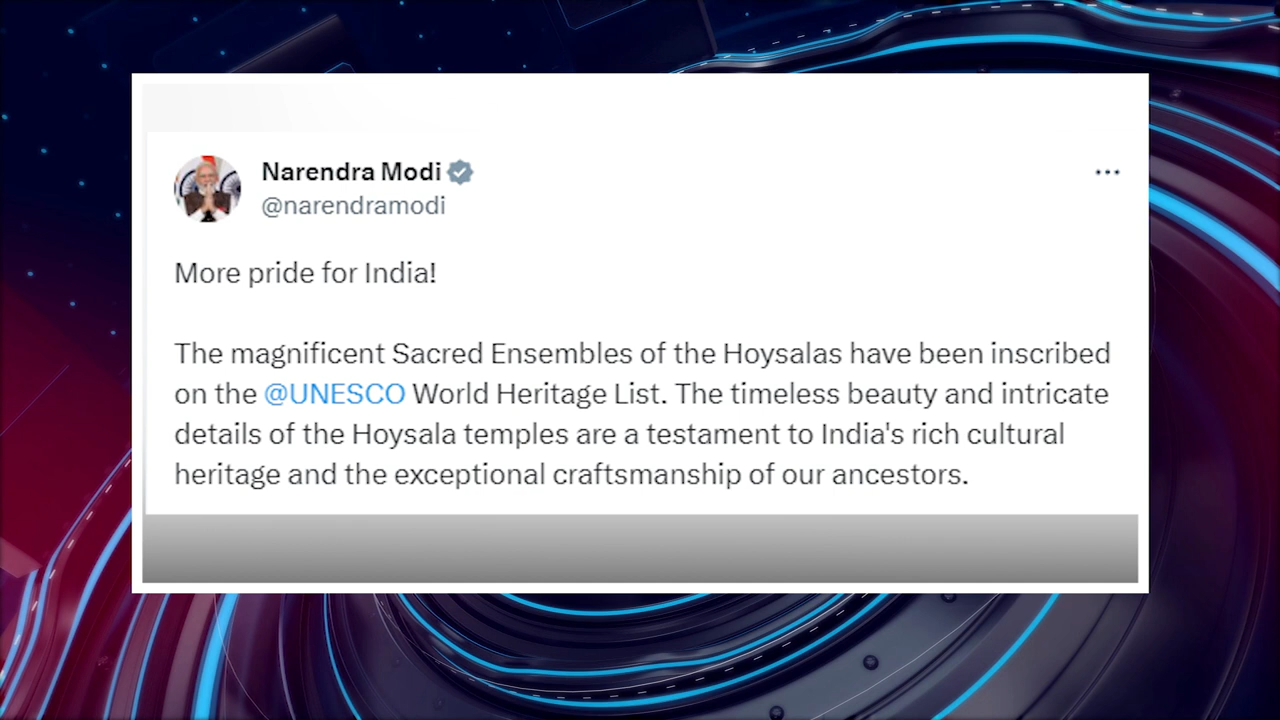 Narendra Modi
@narendramodi
More pride for India!
The magnificent Sacred Ensembles of the Hoysalas have been inscribed
on the @UNESCO World Heritage List. The timeless beauty and intricate
details of the Hoysala temples are a testament to India's rich cultural
heritage and the exceptional craftsmanship of our ancestors.